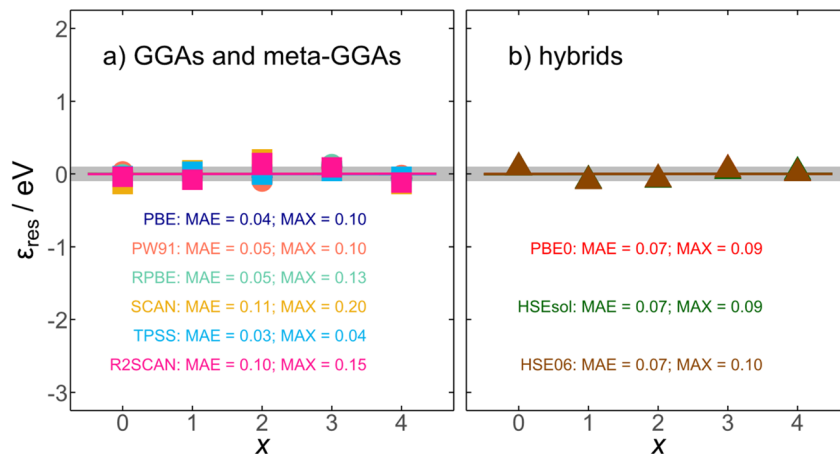 a) GGAs and meta-GGAs
b) hybrids
2
1
0
-1
-2
-3
εres / eV
PBE: MAE = 0.04; MAX = 0.10
PW91: MAE = 0.05; MAX = 0.10
RPBE: MAE = 0.05; MAX = 0.13
SCAN: MAE = 0.11; MAX = 0.20
TPSS: MAE = 0.03; MAX = 0.04
R2SCAN: MAE = 0.10; MAX = 0.15
PBE0: MAE = 0.07; MAX = 0.09
HSEsol: MAE = 0.07; MAX = 0.09
HSE06: MAE = 0.07; MAX = 0.10
0 1 2 3 4
0 1 2 3 4
x
x